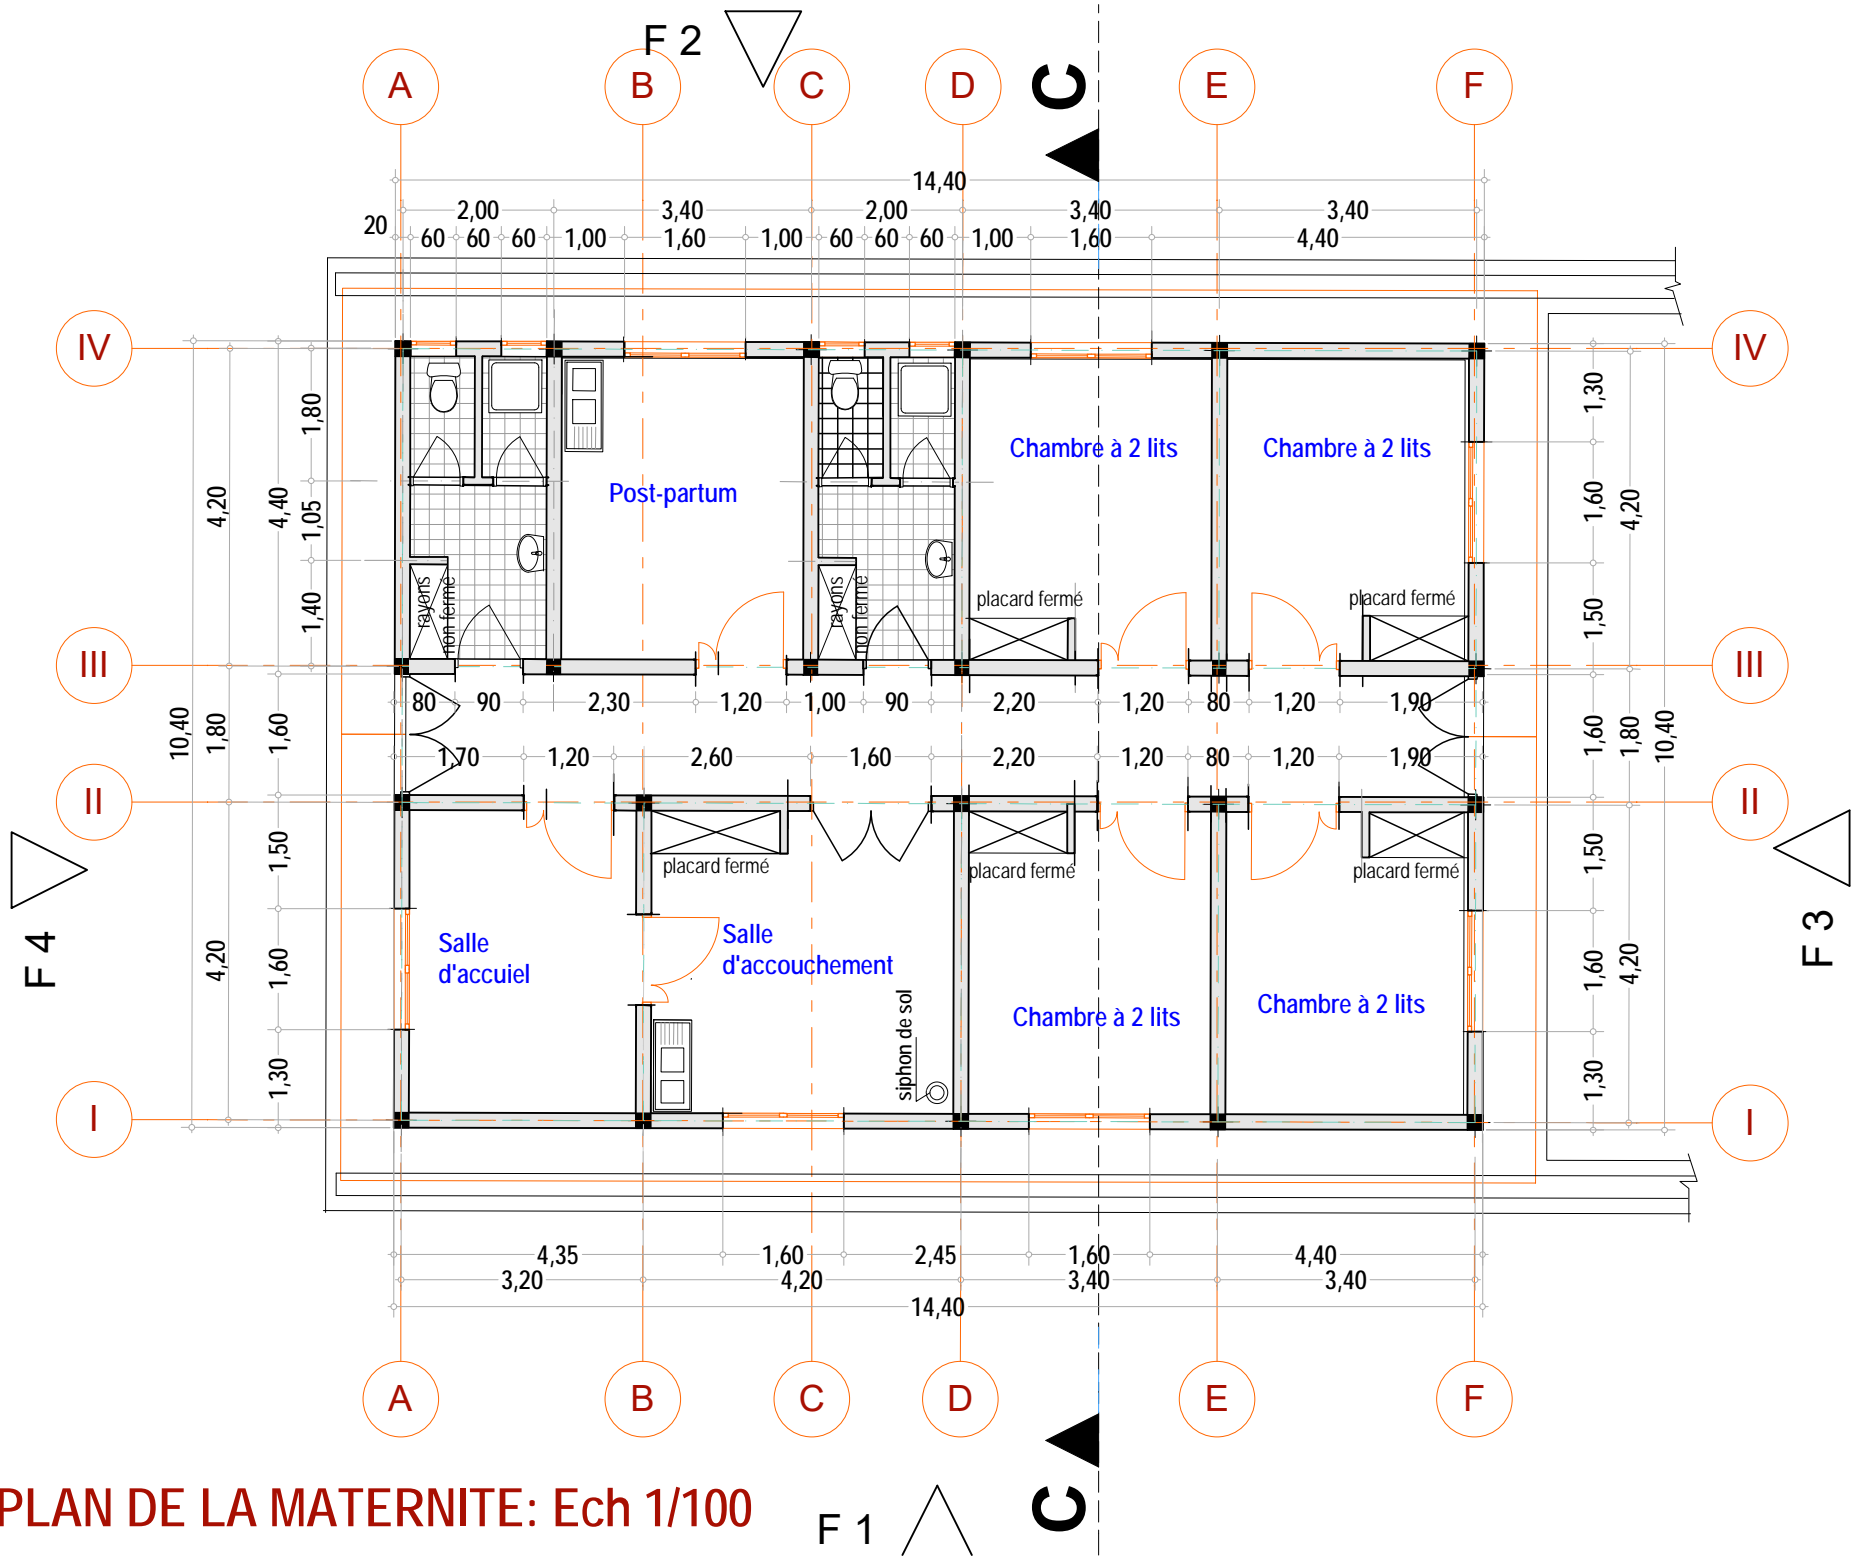 F 2
C
A B C D E F
14,40
2,00 3,40 2,00 3,40 3,40
20 60 60 60 1,00 1,60 1,00 60 60 60 1,00 1,60 4,40
IV
IV
10,40
4,20
1,80
4,20
4,40
1,60
1,50
1,60
1,30
1,80
1,05
1,40
1,30
1,60
1,50
1,60
1,50
1,60
1,30
4,20
1,80
4,20
10,40
Chambre à 2 lits
Chambre à 2 lits
Post-partum
rayons
non fermé
rayons
non fermé
placard fermé
placard fermé
III
III
80 90 2,30 1,20 1,00 90 2,20 1,20 80 1,20 1,90
1,70 1,20 2,60 1,60 2,20 1,20 80 1,20 1,90
II
II
placard fermé
placard fermé
placard fermé
F 4
F 3
Salle
d'accuiel
Salle
d'accouchement
siphon de sol
Chambre à 2 lits
Chambre à 2 lits
I
I
4,35 1,60 2,45 1,60 4,40
3,20 4,20 3,40 3,40
14,40
A B C D E F
C
PLAN DE LA MATERNITE: Ech 1/100
F 1